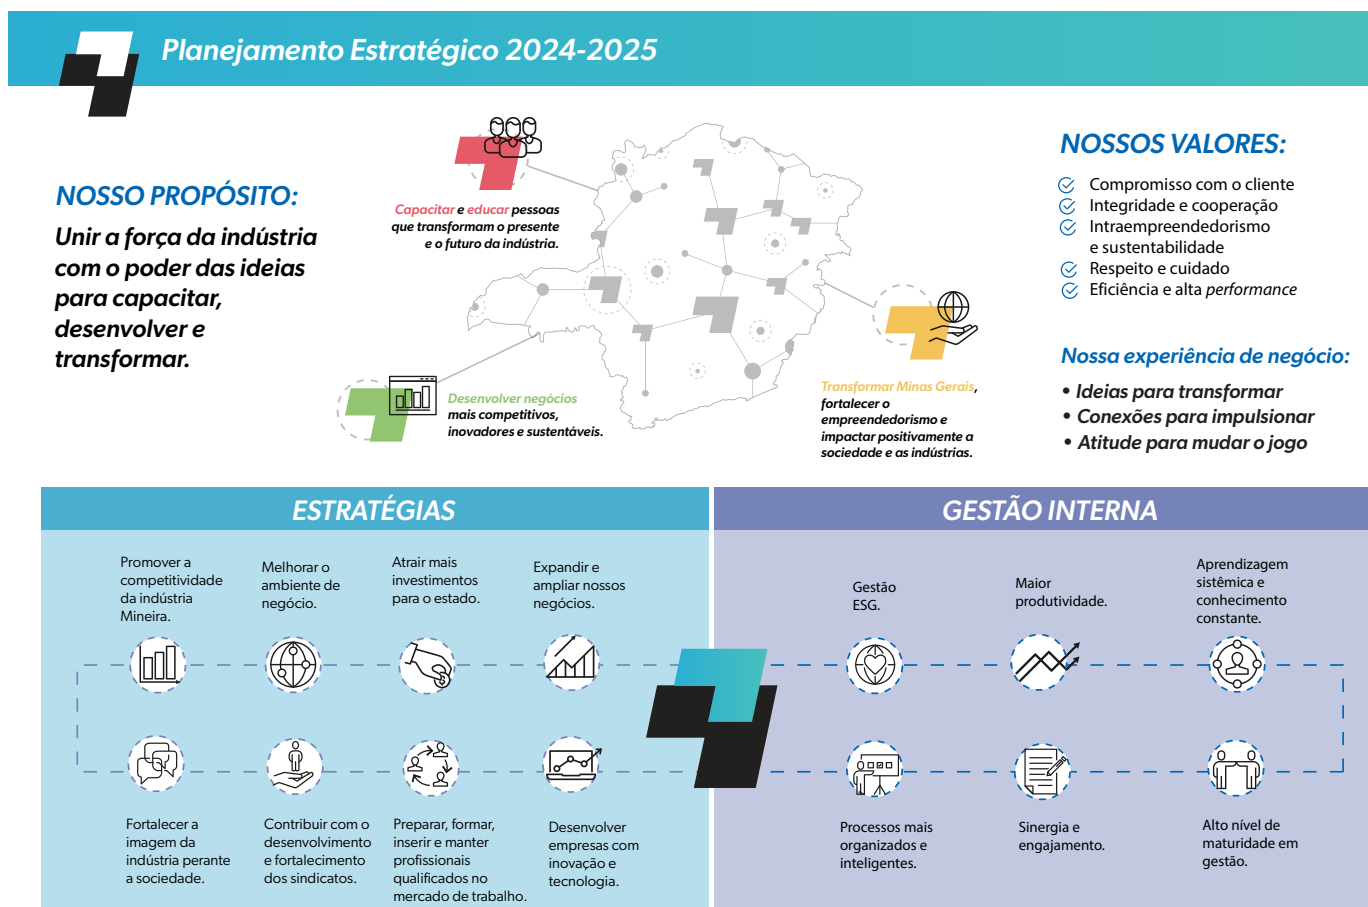 Planejamento Estratégico 2024-2025
NOSSO PROPÓSITO:
Unir a força da indústria
com o poder das ideias
para capacitar,
desenvolver e
transformar.
Capacitar e educar pessoas
que transformam o presente
e o futuro da indústria.
Desenvolver negócios
mais competitivos,
inovadores e sustentáveis.
Transformar Minas Gerais,
fortalecer o
empreendedorismo e
impactar positivamente a
sociedade e as indústrias.
NOSSOS VALORES:
Compromisso com o cliente
Integridade e cooperação
Intraempreendedorismo
e sustentabilidade
Respeito e cuidado
Eficiência e alta performance
Nossa experiência de negócio:
• Ideias para transformar
• Conexões para impulsionar
• Atitude para mudar o jogo
ESTRATÉGIAS
Promover a
competitividade
da indústria
Mineira.
Melhorar o
ambiente de
negócio.
Atrair mais
investimentos
para o estado.
Expandir e
ampliar nossos
negócios.
Fortalecer a
imagem da
indústria perante
a sociedade.
Contribuir com o
desenvolvimento
e fortalecimento
dos sindicatos.
Preparar, formar,
inserir e manter
profissionais
qualificados no
mercado de trabalho.
Desenvolver
empresas com
inovação e
tecnologia.
GESTÃO INTERNA
Gestão
ESG.
Maior
produtividade.
Aprendizagem
sistêmica e
conhecimento
constante.
Processos mais
organizados e
inteligentes.
Sinergia e
engajamento.
Alto nível de
maturidade em
gestão.